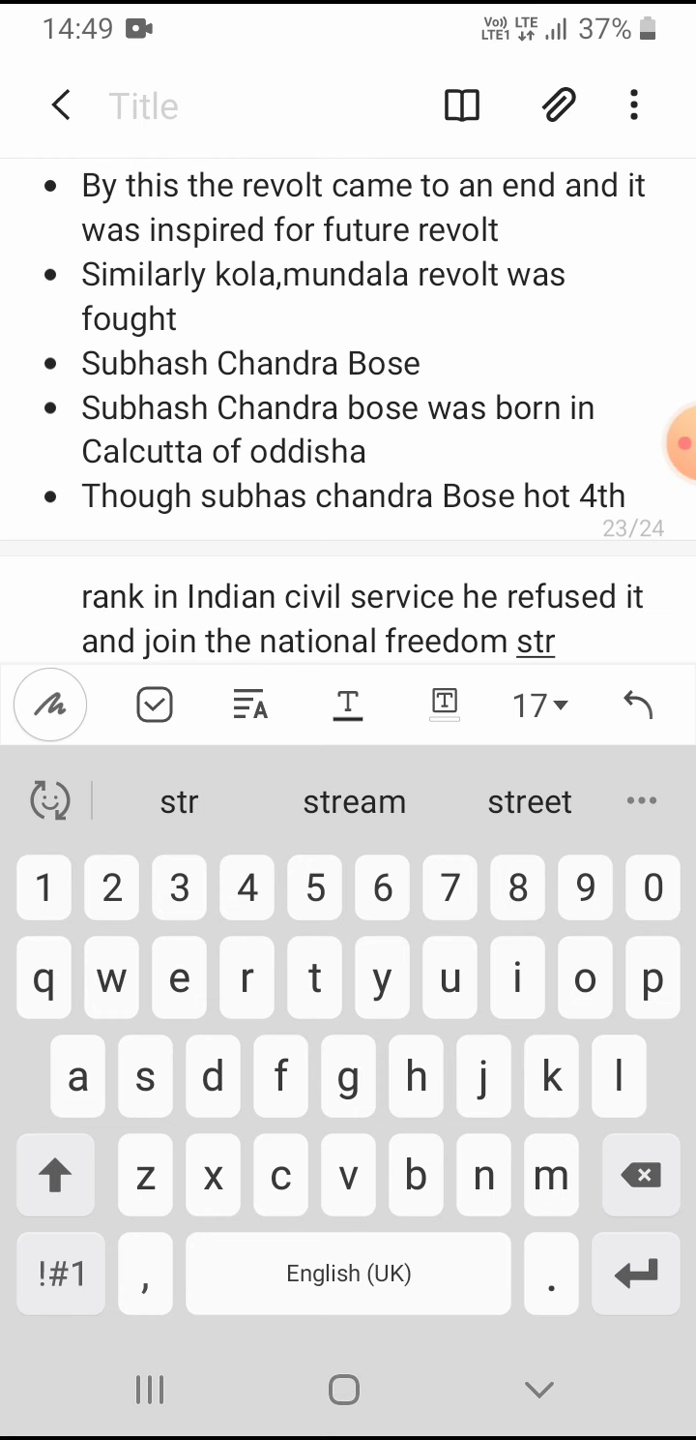 14:49
Vo)) LTE
LTE1
37%
Title
By this the revolt came to an end and it
was inspired for future revolt
Similarly kola,mundala revolt was
fought
Subhash Chandra Bose
Subhash Chandra bose was born in
Calcutta of oddisha
Though subhas chandra Bose hot 4th
23/24
rank in Indian civil service he refused it
and join the national freedom str
T
T
17
str stream street
1 2 3 4 5 6 7 8 9 0
q w e r t y u i o p
a s d f g h j k l
z x c v b n m
!#1 , English (UK) .